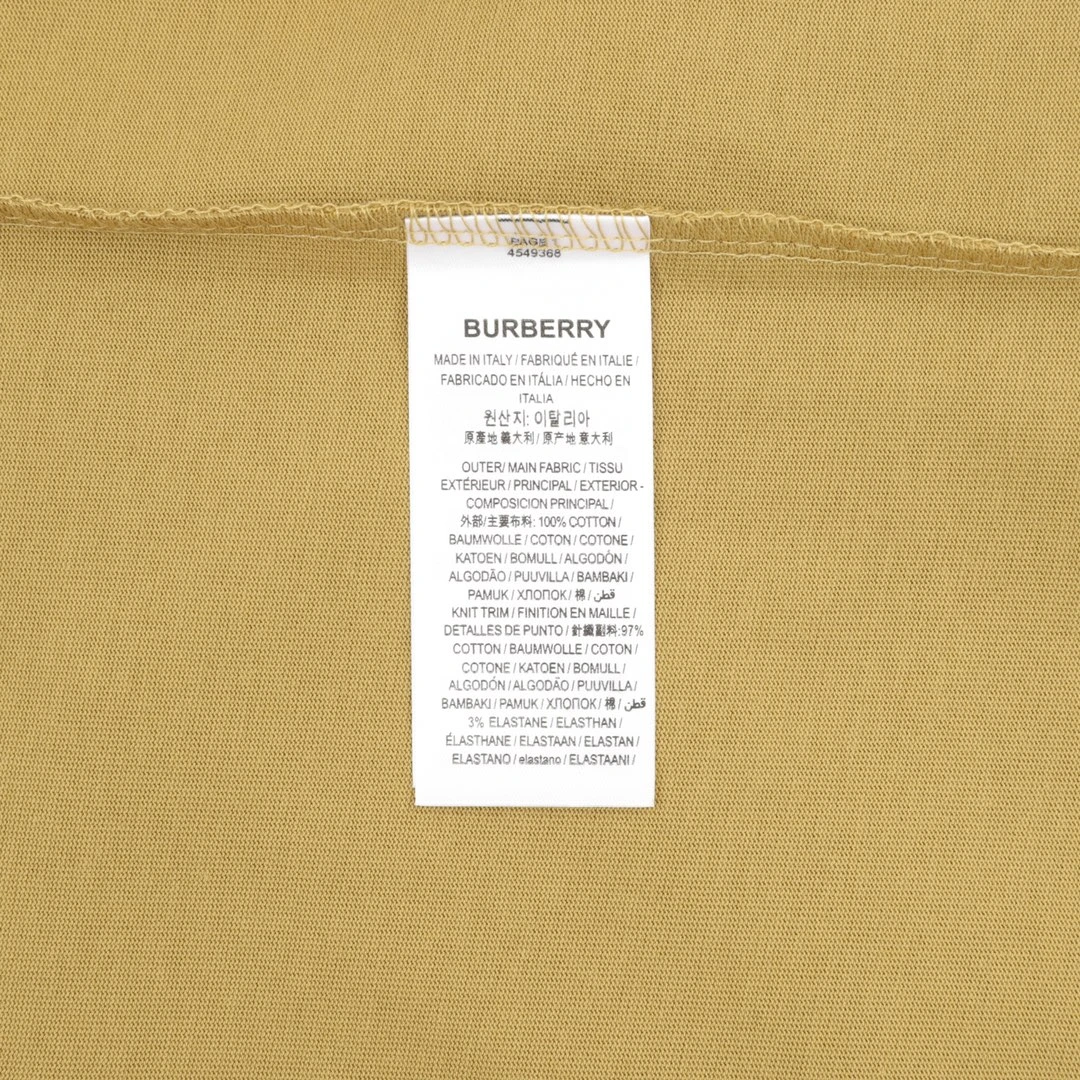 PAGE 1
4549368
BURBERRY
MADE IN ITALY / FABRIQUÉ EN ITALIE /
FABRICADO EN ITÁLIA / HECHO EN
ITALIA
원산지: 이탈리아
原產地義大利 / 原产地意大利
OUTER/ MAIN FABRIC / TISSU
EXTÉRIEUR / PRINCIPAL / EXTERIOR -
COMPOSICION PRINCIPAL /
外部/主要布料: 100% COTTON /
BAUMWOLLE / COTON / COTONE /
KATOEN / BOMULL / ALGODÓN /
ALGODÃO / PUUVILLA / BAMBAKI /
PAMUK / ХЛОПОК / 棉 / قطن
KNIT TRIM / FINITION EN MAILLE /
DETALLES DE PUNTO / 針織副料:97%
COTTON / BAUMWOLLE / COTON /
COTONE / KATOEN / BOMULL /
ALGODÓN / ALGODÃO / PUUVILLA /
BAMBAKI / PAMUK / ХЛОПОК / 棉 / قطن
3% ELASTANE / ELASTHAN /
ÉLASTHANE / ELASTAAN / ELASTAN /
ELASTANO / elastano / ELASTAANI /